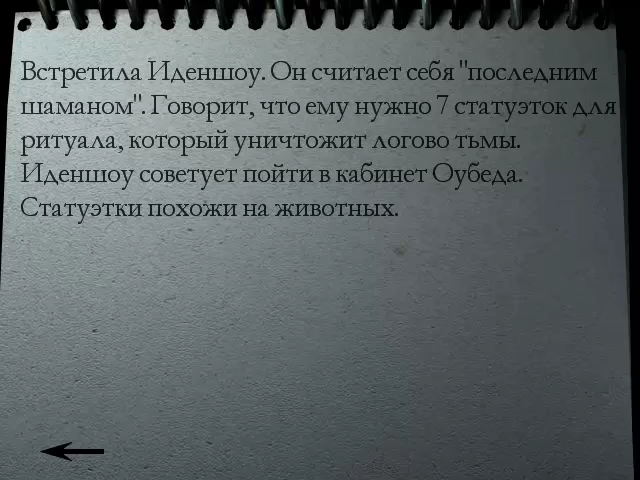 Встретила Иденшоу. Он считает себя "последним
шаманом". Говорит, что ему нужно 7 статуэток для
ритуала, который уничтожит логово тьмы.
Иденшоу советует пойти в кабинет Оубеда.
Статуэтки похожи на животных.